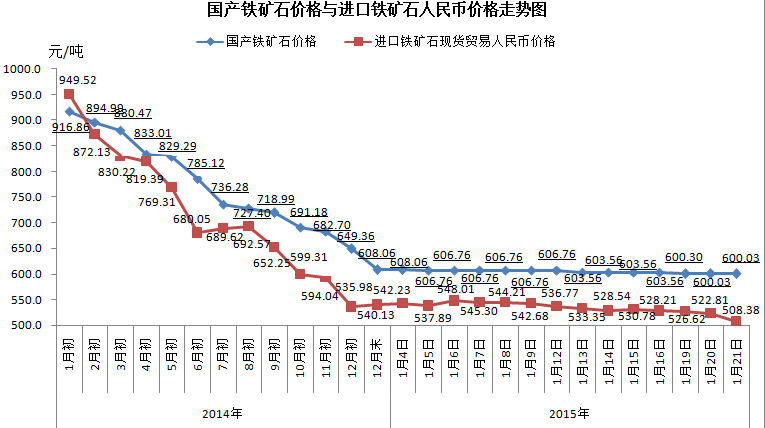 国产铁矿石价格与进口铁矿石人民币价格走势图
元/吨
国产铁矿石价格 进口铁矿石现货贸易人民币价格
1000.0
950.0
900.0
850.0
800.0
750.0
700.0
650.0
600.0
550.0
500.0
916.86 894.99 880.47 833.01 829.29 785.12 736.28 727.40 718.99 691.18 682.70 649.36 608.06 608.06 606.76 606.76 606.76 606.76 606.76 606.76 603.56 603.56 603.56 603.56 600.30 600.03 600.03
949.52 872.13 830.22 819.39 769.31 680.05 689.62 692.57 652.25 599.31 594.04 535.98 540.13 542.23 537.89 548.01 545.30 544.21 542.68 536.77 533.35 528.54 530.78 528.21 526.62 522.81 508.38
1月初 2月初 3月初 4月初 5月初 6月初 7月初 8月初 9月初 10月初 11月初 12月初 12月末 1月4日 1月5日 1月6日 1月7日 1月8日 1月9日 1月12日 1月13日 1月14日 1月15日 1月16日 1月19日 1月20日 1月21日
2014年 2015年